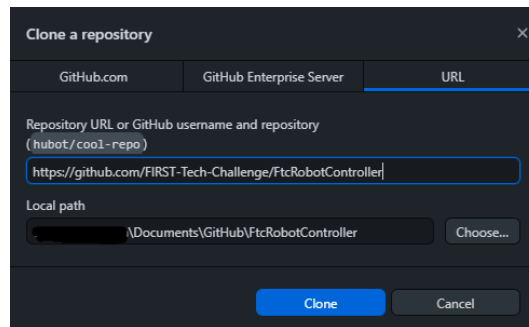 Clone a repository
GitHub.com
GitHub Enterprise Server
URL
Repository URL or GitHub username and repository
(hubot/cool-repo)
https://github.com/FIRST-Tech-Challenge/FtcRobotController
Local path
\Documents\GitHub\FtcRobotController
Choose...
Clone
Cancel